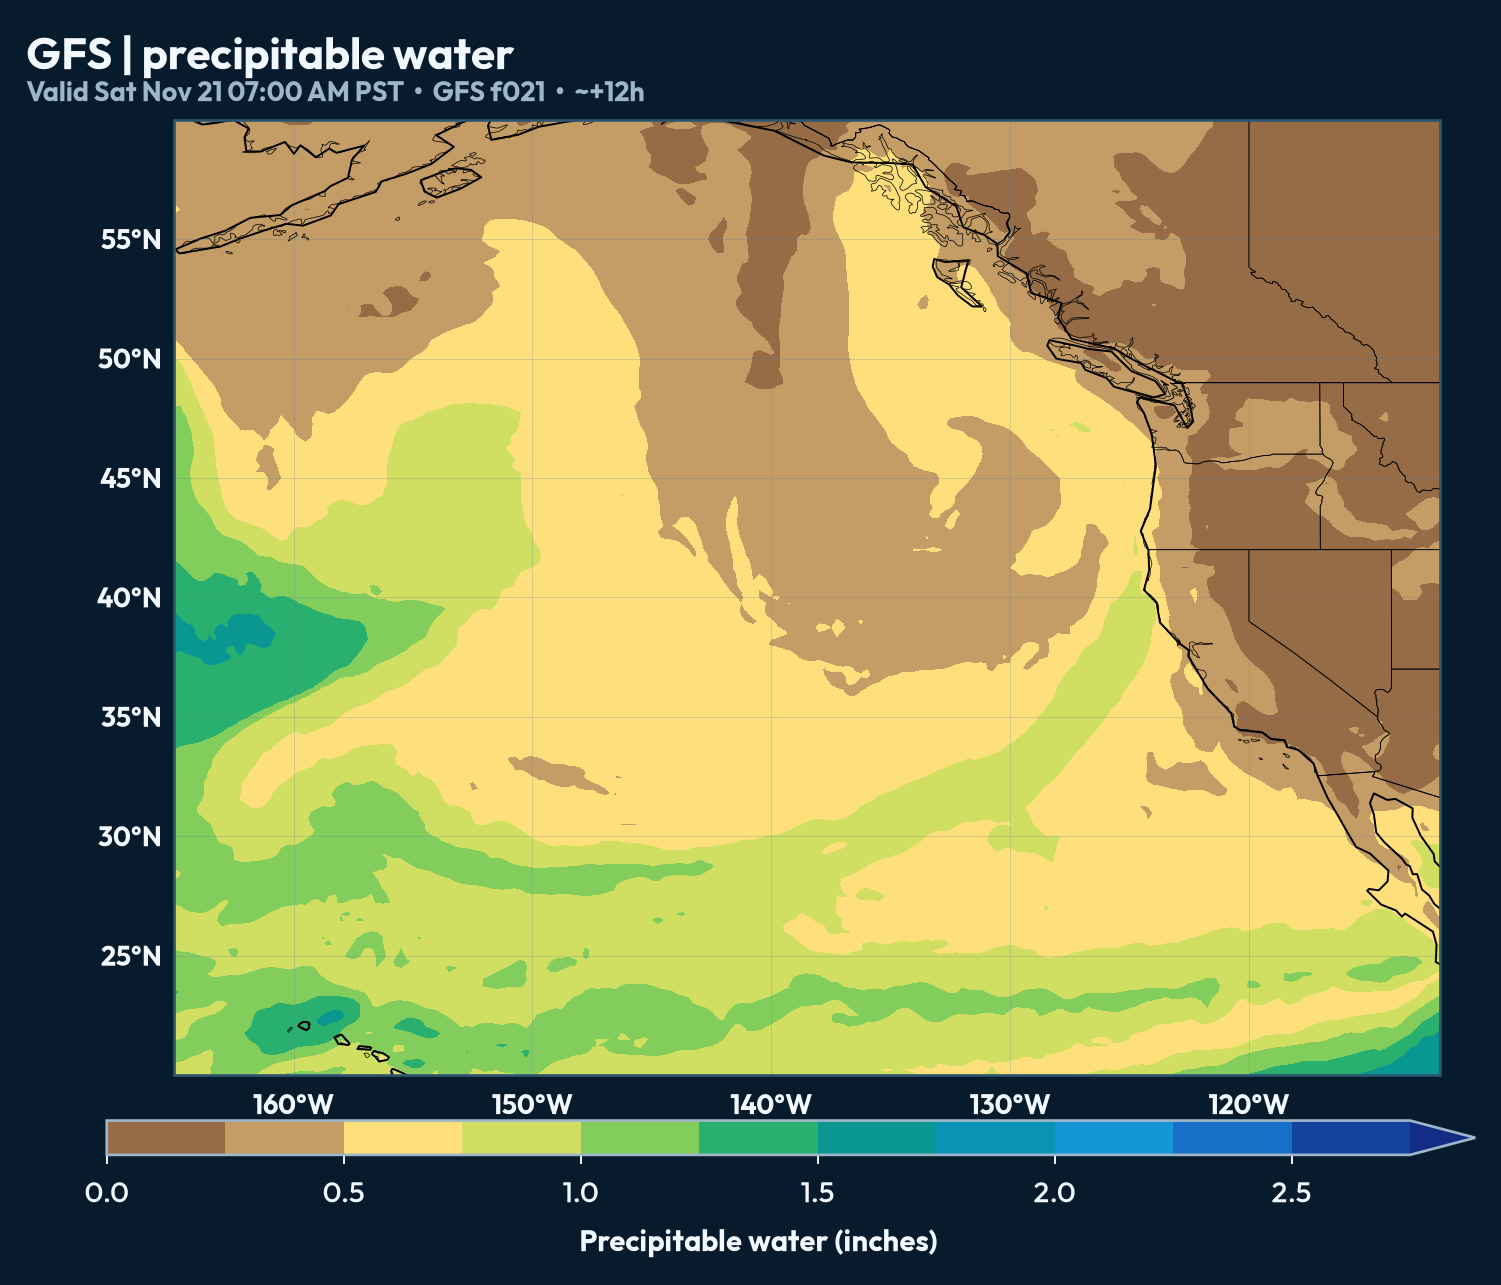 GFS | precipitable water
Valid Sat Nov 21 07:00 AM PST • GFS f021 • ~+12h
55°N
50°N
45°N
40°N
35°N
30°N
25°N
160°W 150°W 140°W 130°W 120°W
0.0 0.5 1.0 1.5 2.0 2.5
Precipitable water (inches)